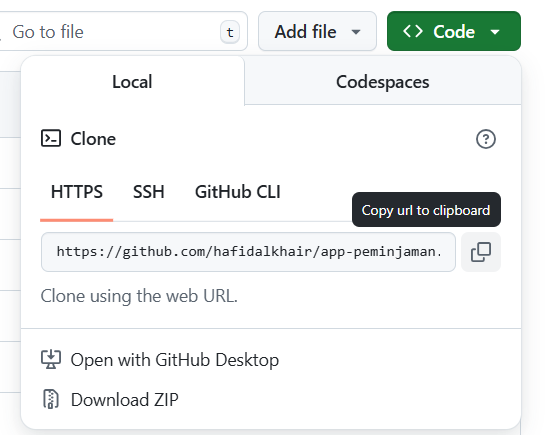 Go to file t Add file <> Code
Local Codespaces
Clone
HTTPS SSH GitHub CLI
Copy url to clipboard
https://github.com/hafidalkhair/app-peminjaman.
Clone using the web URL.
Open with GitHub Desktop
Download ZIP